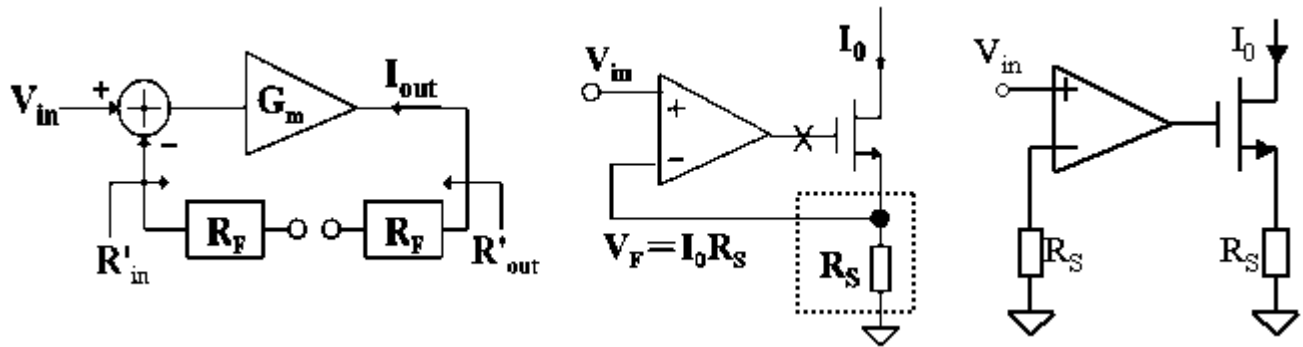 V_in + − G_m I_out
R_F R_F
R'_in R'_out
V_in + − I_0
V_F=I_0R_S
R_S
V_in + − I_0
R_S R_S